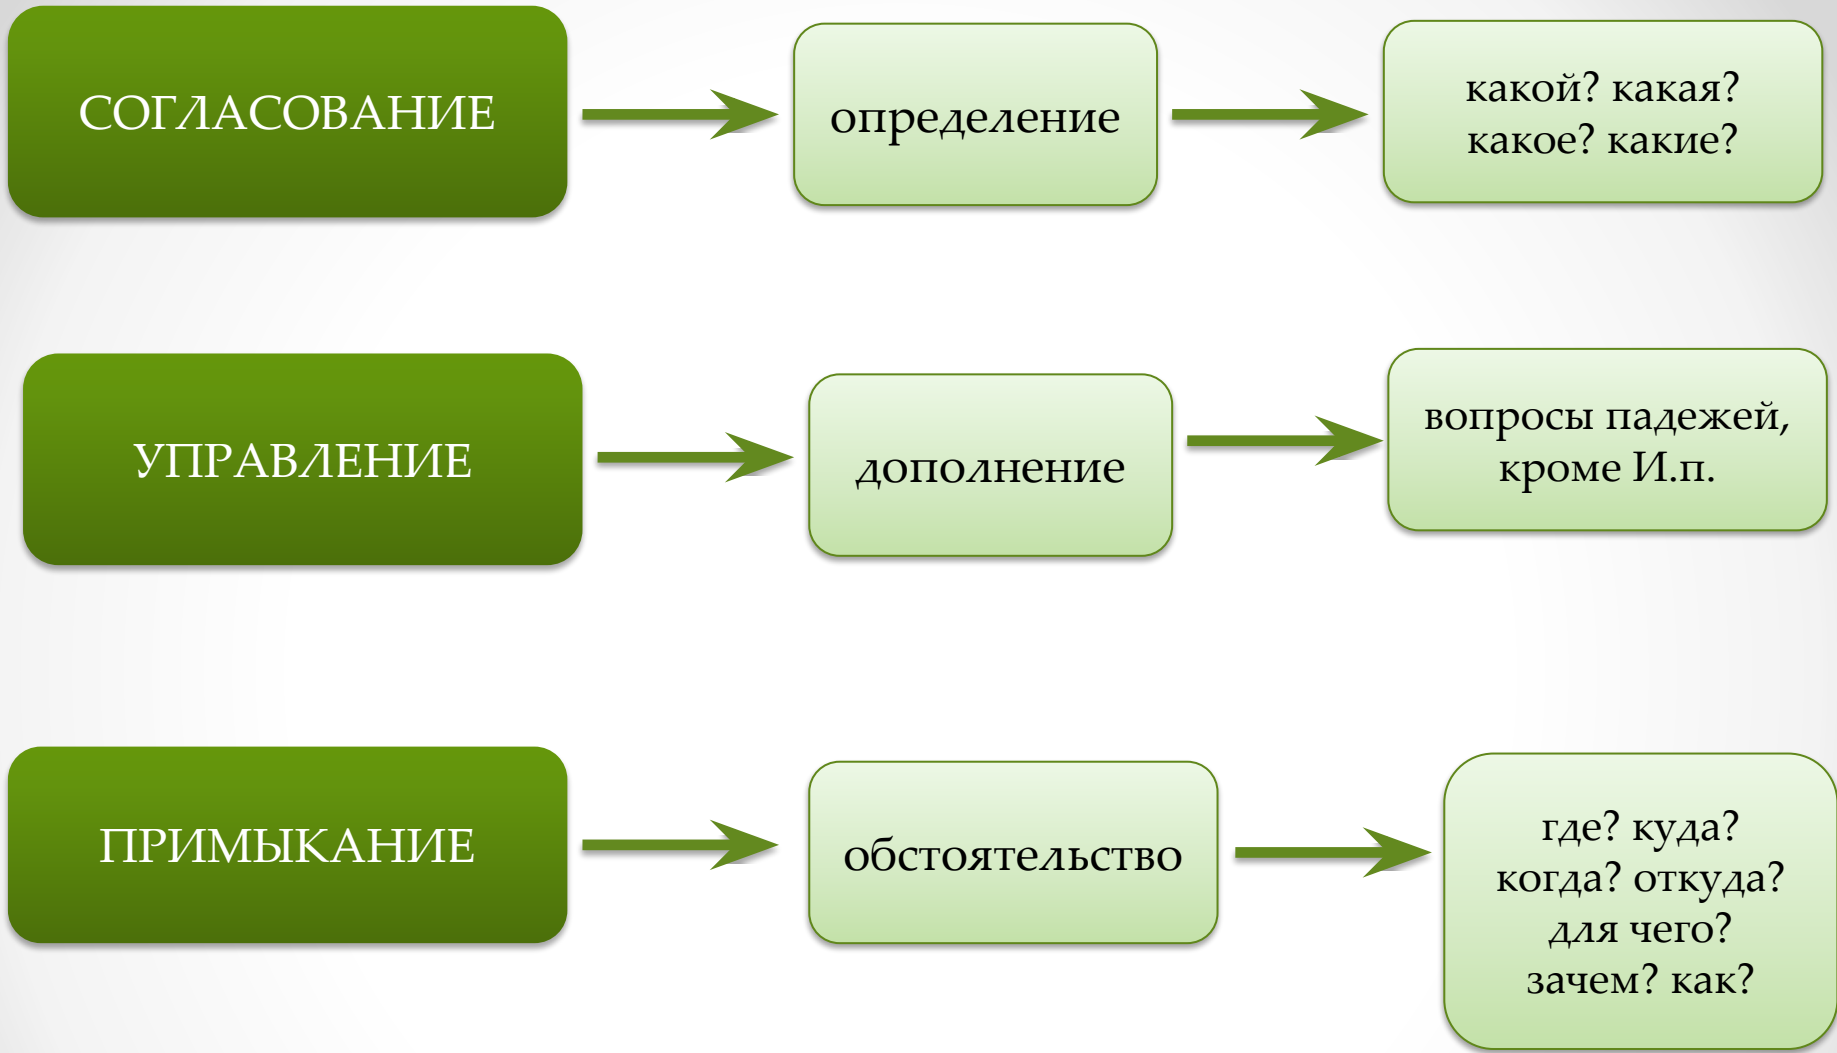 СОГЛАСОВАНИЕ
определение
какой? какая?
какое? какие?
УПРАВЛЕНИЕ
дополнение
вопросы падежей,
кроме И.п.
ПРИМЫКАНИЕ
обстоятельство
где? куда?
когда? откуда?
для чего?
зачем? как?